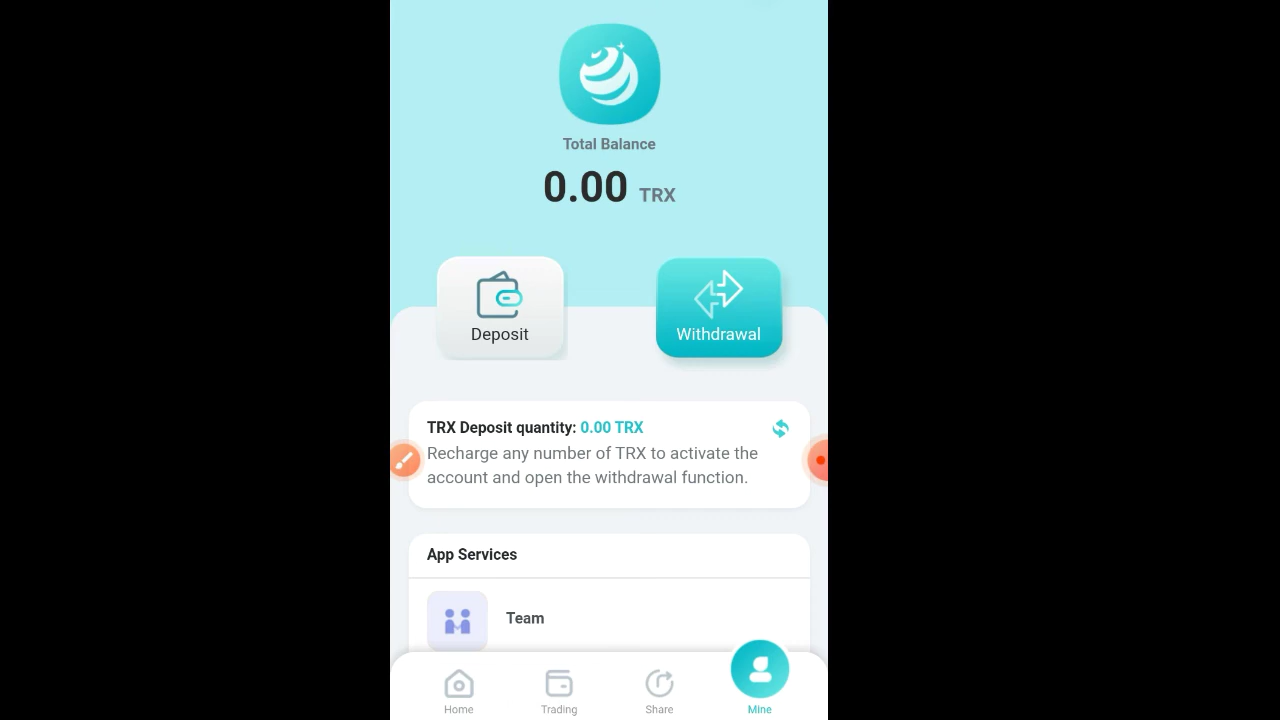 Total Balance
0.00 TRX
Deposit
Withdrawal
TRX Deposit quantity: 0.00 TRX
Recharge any number of TRX to activate the
account and open the withdrawal function.
App Services
Team
Home
Trading
Share
Mine